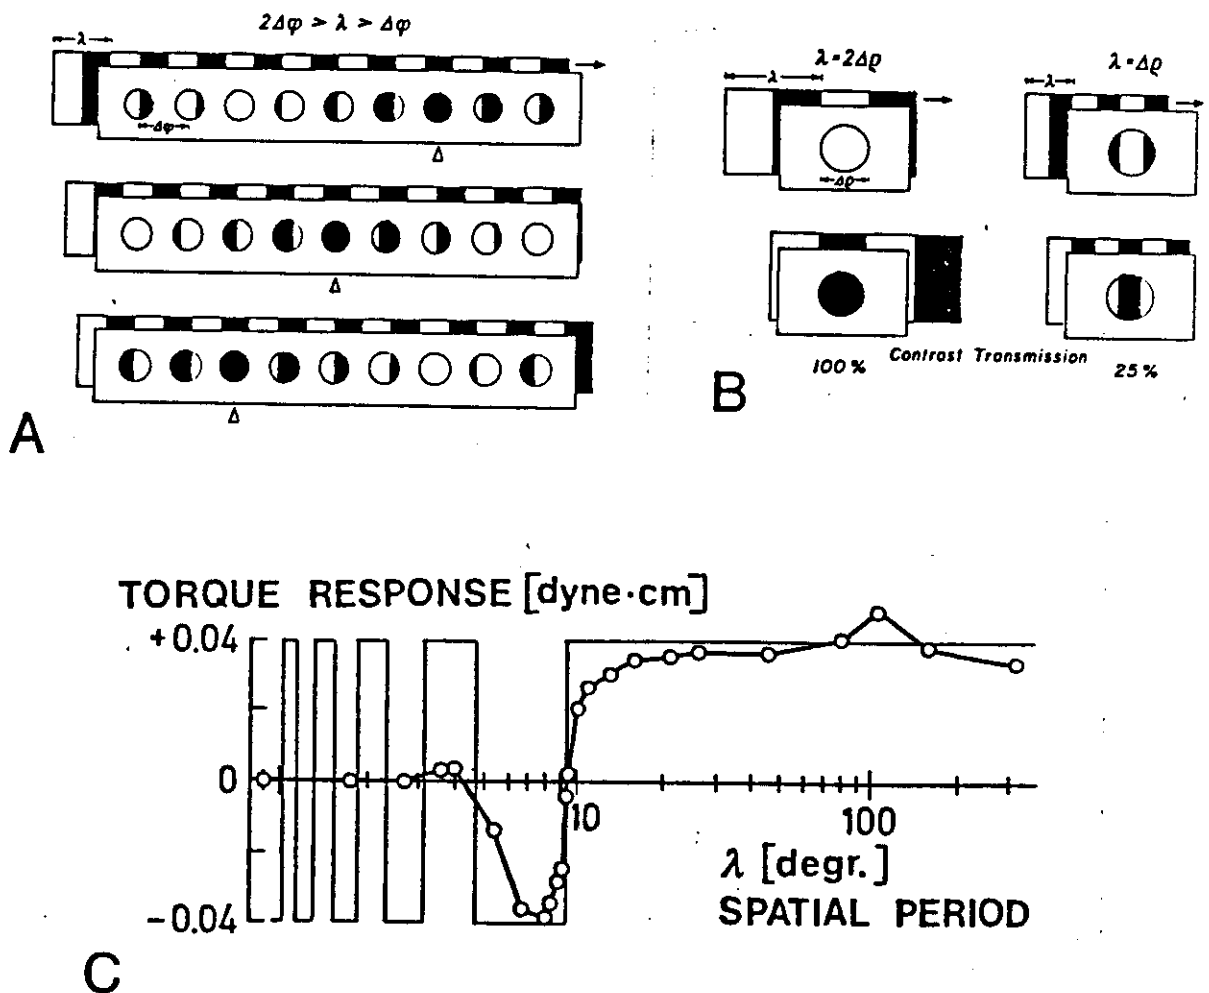 2Δφ > λ > Δφ
λ
Δφ
Δ
Δ
Δ
A
λ=2Δρ
λ
Δρ
λ=Δρ
λ
100%
Contrast Transmission
25%
B
TORQUE RESPONSE [dyne·cm]
+0.04
0
-0.04
10
100
λ [degr.]
SPATIAL PERIOD
C